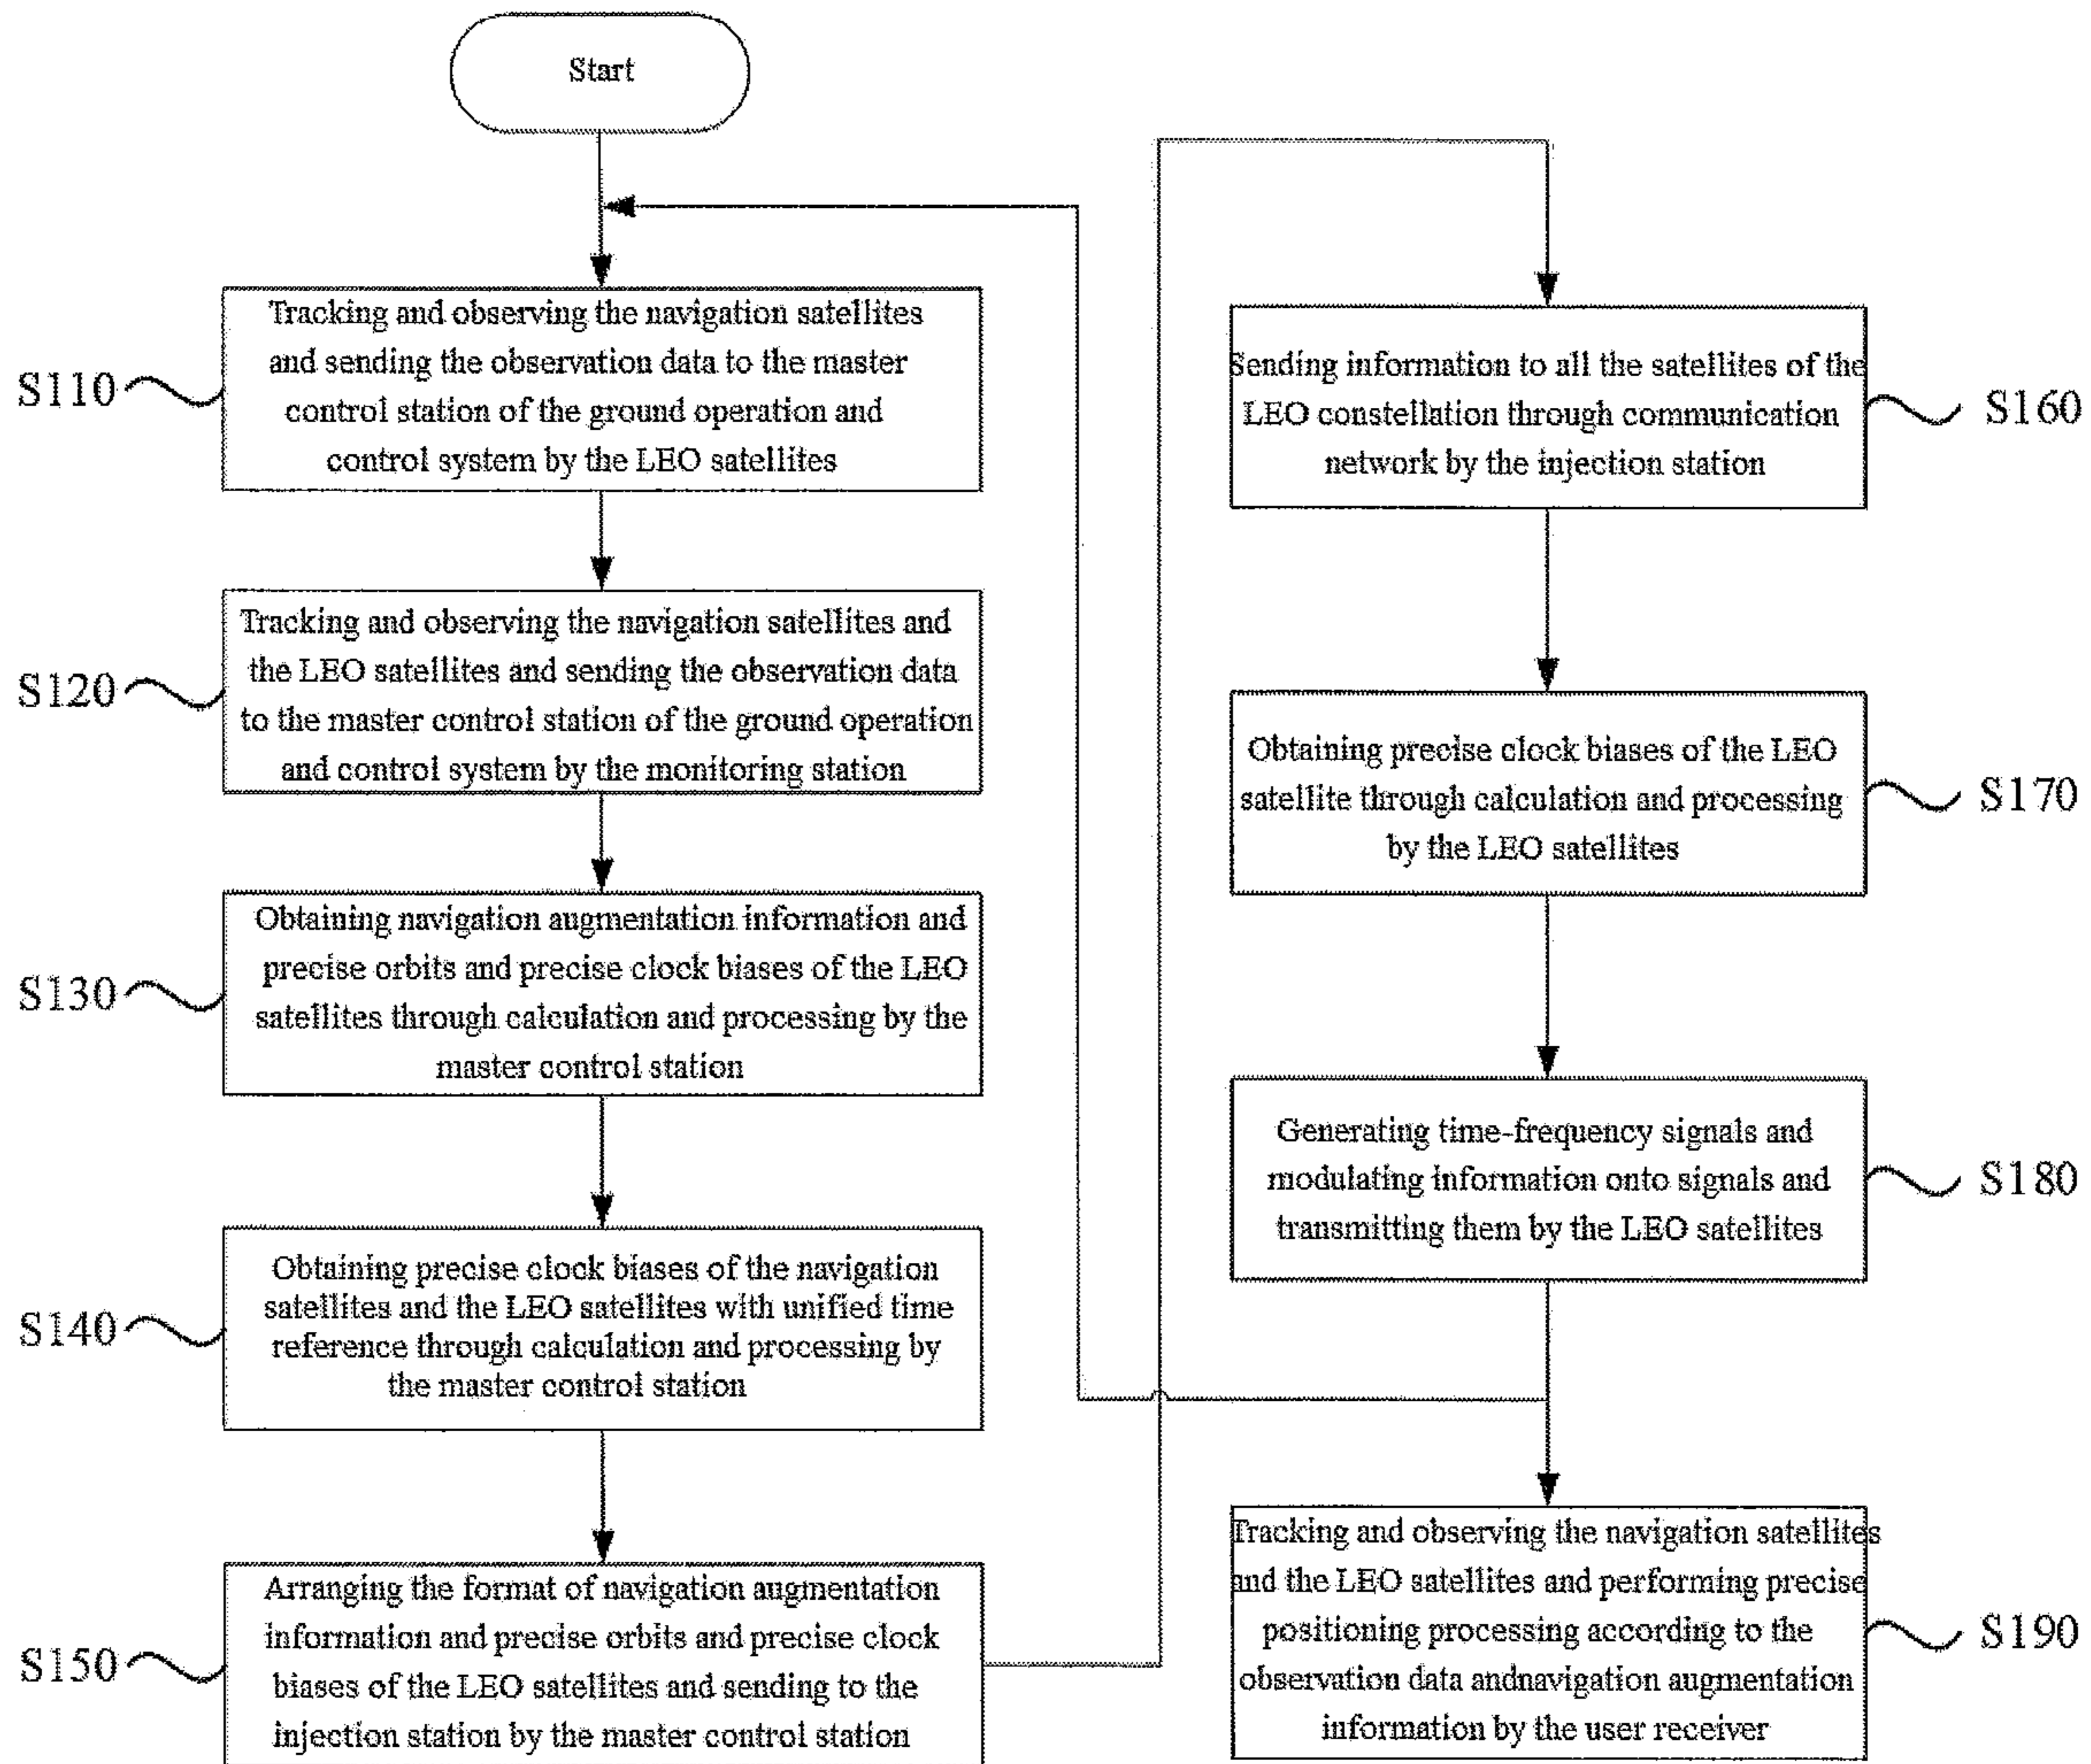 Start
S110
Tracking and observing the navigation satellites
and sending the observation data to the master
control station of the ground operation and
control system by the LEO satellites
S120
Tracking and observing the navigation satellites and
the LEO satellites and sending the observation data
to the master control station of the ground operation
and control system by the monitoring station
S130
Obtaining navigation augmentation information and
precise orbits and precise clock biases of the LEO
satellites through calculation and processing by the
master control station
S140
Obtaining precise clock biases of the navigation
satellites and the LEO satellites with unified time
reference through calculation and processing by
the master control station
S150
Arranging the format of navigation augmentation
information and precise orbits and precise clock
biases of the LEO satellites and sending to the
injection station by the master control station
Sending information to all the satellites of the
LEO constellation through communication
network by the injection station
S160
Obtaining precise clock biases of the LEO
satellite through calculation and processing
by the LEO satellites
S170
Generating time-frequency signals and
modulating information onto signals and
transmitting them by the LEO satellites
S180
Tracking and observing the navigation satellites
and the LEO satellites and performing precise
positioning processing according to the
observation data andnavigation augmentation
information by the user receiver
S190